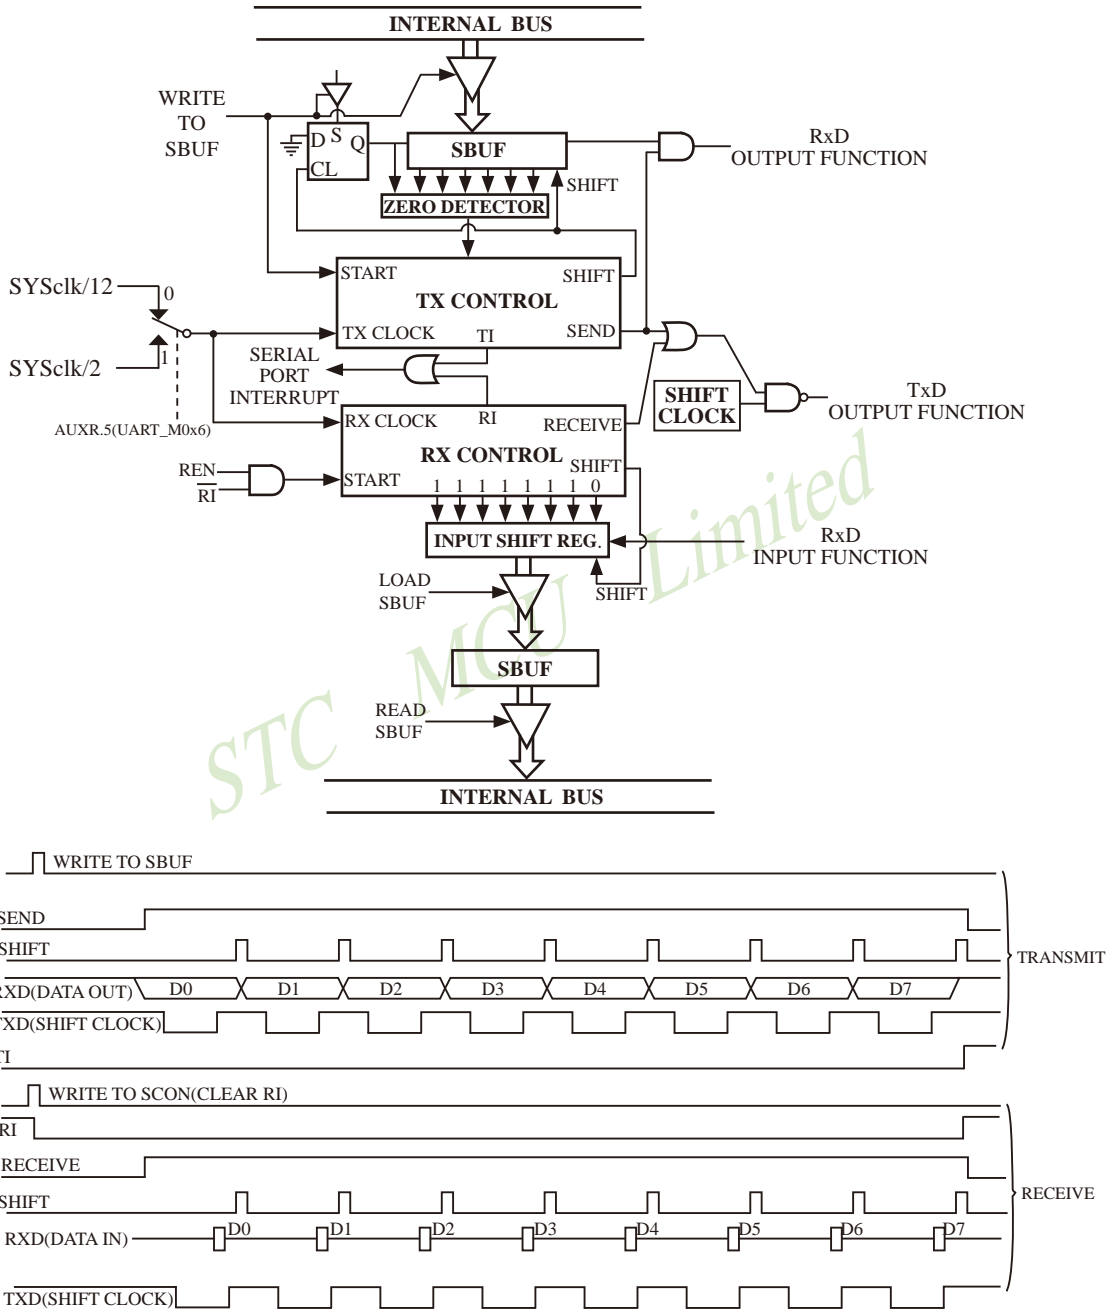 INTERNAL BUS
WRITE
TO
SBUF
D S Q
CL
SBUF
RxD
OUTPUT FUNCTION
SHIFT
ZERO DETECTOR
START
SHIFT
TX CONTROL
TX CLOCK
TI
SEND
SYSclk/12
0
SYSclk/2
1
AUXR.5(UART_M0x6)
SERIAL
PORT
INTERRUPT
SHIFT
CLOCK
TxD
OUTPUT FUNCTION
RX CLOCK
RI
RECEIVE
RX CONTROL
SHIFT
START
1 1 1 1 1 1 1 0
REN
RI
INPUT SHIFT REG.
RxD
INPUT FUNCTION
SHIFT
LOAD
SBUF
SBUF
READ
SBUF
INTERNAL BUS
STC MCU Limited
WRITE TO SBUF
SEND
SHIFT
RXD(DATA OUT)
D0 D1 D2 D3 D4 D5 D6 D7
TXD(SHIFT CLOCK)
TI
TRANSMIT
WRITE TO SCON(CLEAR RI)
RI
RECEIVE
SHIFT
RXD(DATA IN)
D0 D1 D2 D3 D4 D5 D6 D7
TXD(SHIFT CLOCK)
RECEIVE